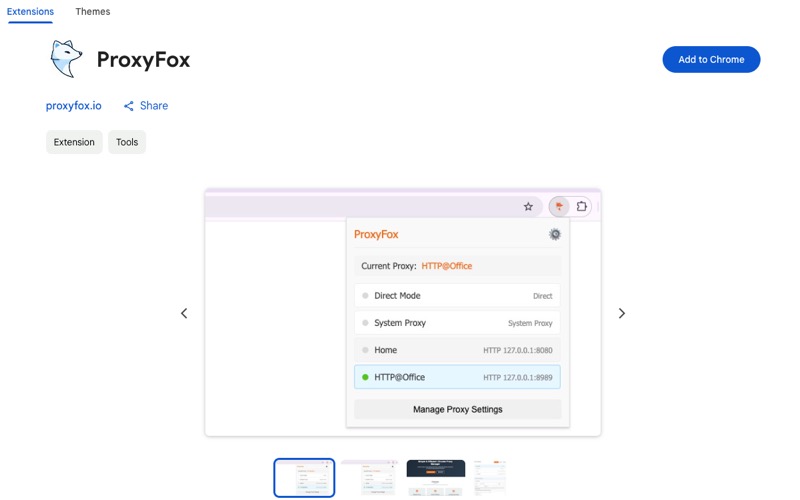 Extensions Themes
ProxyFox
Add to Chrome
proxyfox.io Share
Extension Tools
ProxyFox
Current Proxy: HTTP@Office
Direct Mode Direct
System Proxy System Proxy
Home HTTP 127.0.0.1:8080
HTTP@Office HTTP 127.0.0.1:8989
Manage Proxy Settings